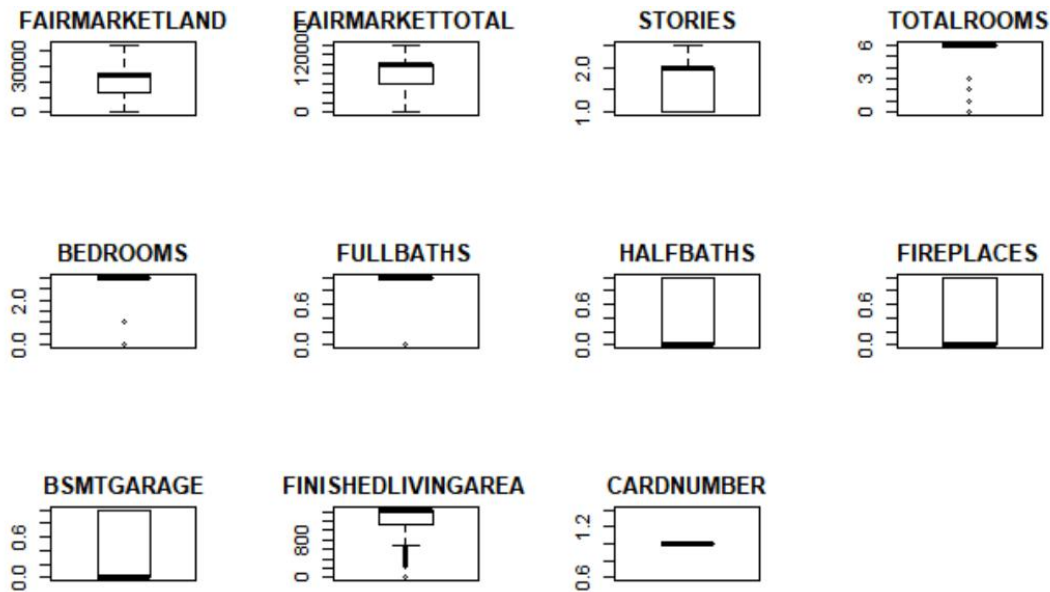 FAIRMARKETLAND FAIRMARKETTOTAL STORIES TOTALROOMS
0 30000
0 120000
1.0 2.0
0 3 6
BEDROOMS FULLBATHS HALFBATHS FIREPLACES
0.0 2.0
0.0 0.6
0.0 0.6
0.0 0.6
BSMTGARAGE FINISHEDLIVINGAREA CARDNUMBER
0.0 0.6
0 800
0.6 1.2